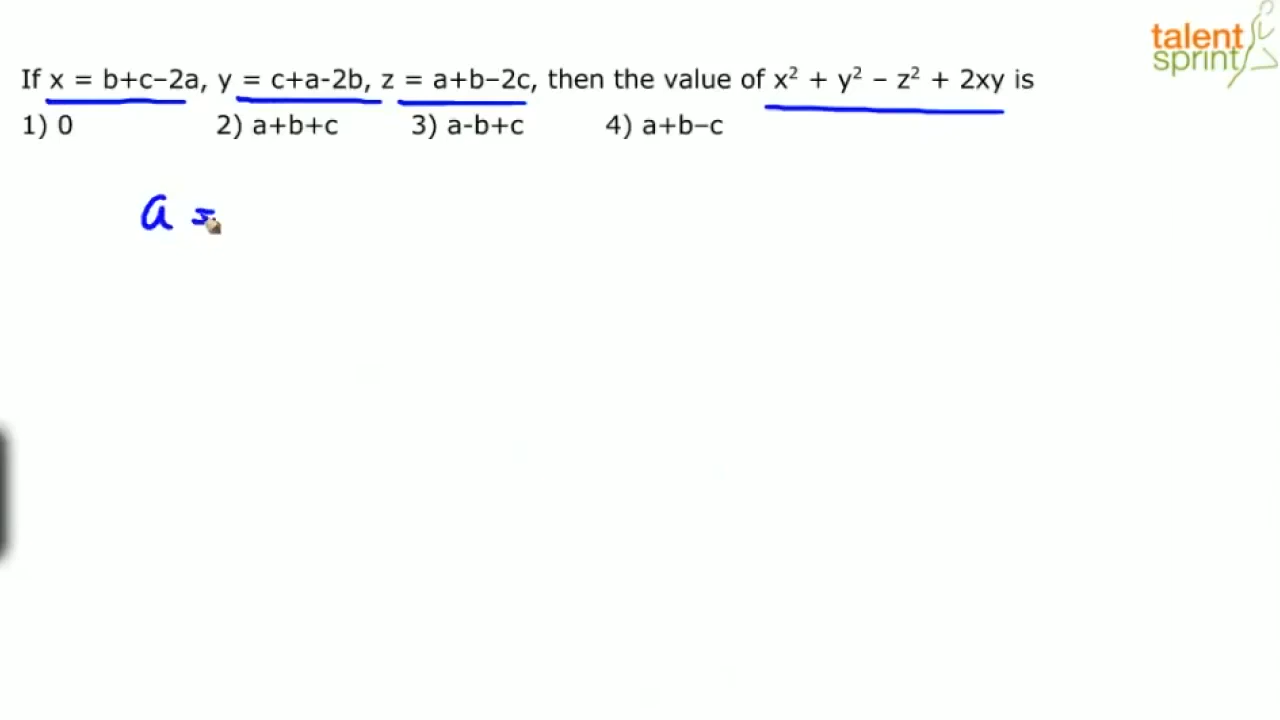 talent
sprint
If x = b+c–2a, y = c+a-2b, z = a+b–2c, then the value of x² + y² – z² + 2xy is
1) 0 2) a+b+c 3) a-b+c 4) a+b–c
a =